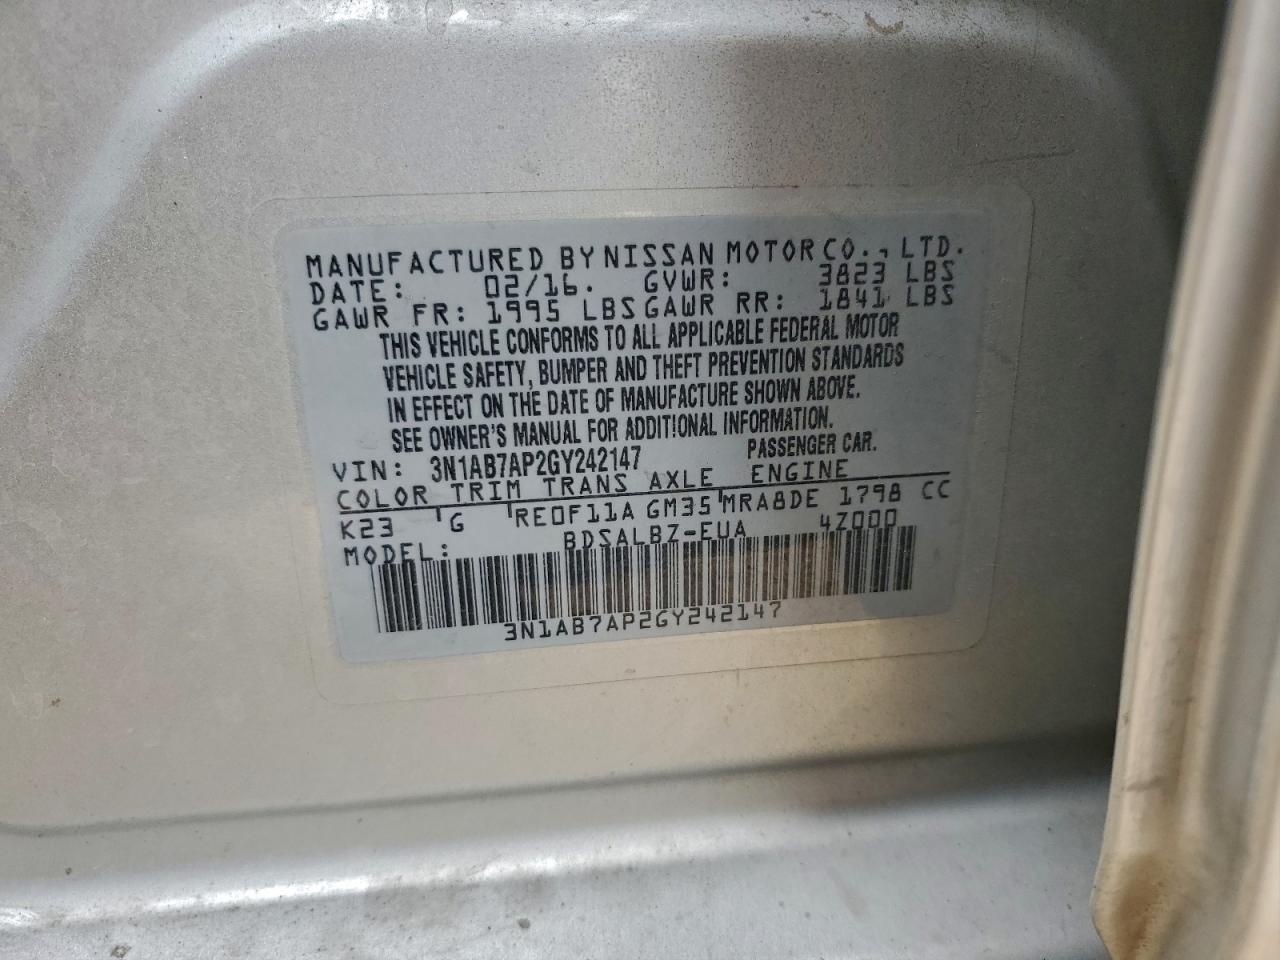 MANUFACTURED BY NISSAN MOTOR CO., LTD.
DATE: 02/16. GVWR: 3823 LBS
GAWR FR: 1995 LBS GAWR RR: 1841 LBS
THIS VEHICLE CONFORMS TO ALL APPLICABLE FEDERAL MOTOR
VEHICLE SAFETY, BUMPER AND THEFT PREVENTION STANDARDS
IN EFFECT ON THE DATE OF MANUFACTURE SHOWN ABOVE.
SEE OWNER'S MANUAL FOR ADDITIONAL INFORMATION.
VIN: 3N1AB7AP2GY242147 PASSENGER CAR.
COLOR TRIM TRANS AXLE ENGINE
K23 G RE0F11A GM35 MRA8DE 1798 CC
MODEL: BDSALBZ-EUA 4Z000
3N1AB7AP2GY242147